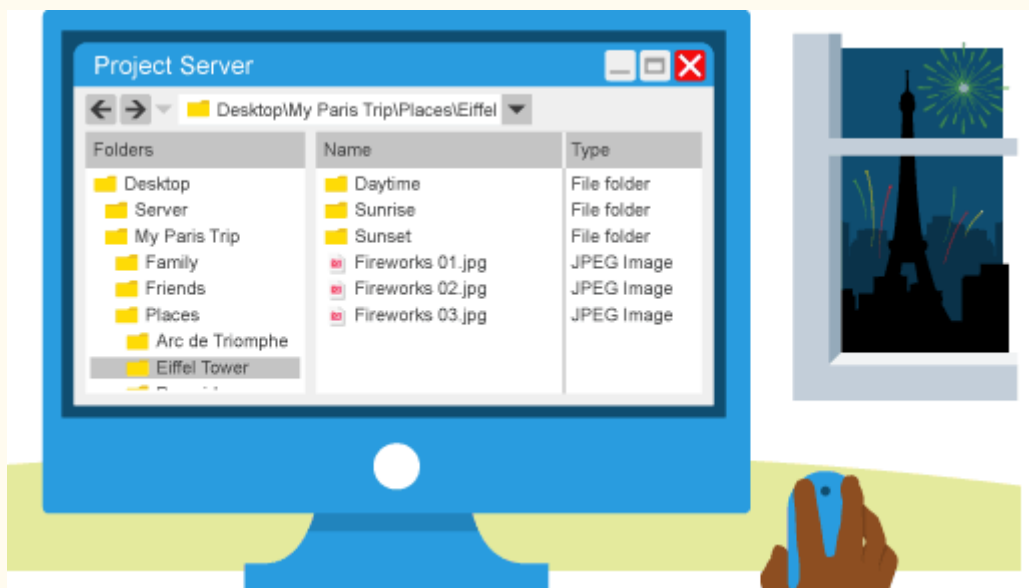 Project Server
Desktop\My Paris Trip\Places\Eiffel
Folders
Desktop
Server
My Paris Trip
Family
Friends
Places
Arc de Triomphe
Eiffel Tower
Name Type
Daytime File folder
Sunrise File folder
Sunset File folder
Fireworks 01.jpg JPEG Image
Fireworks 02.jpg JPEG Image
Fireworks 03.jpg JPEG Image